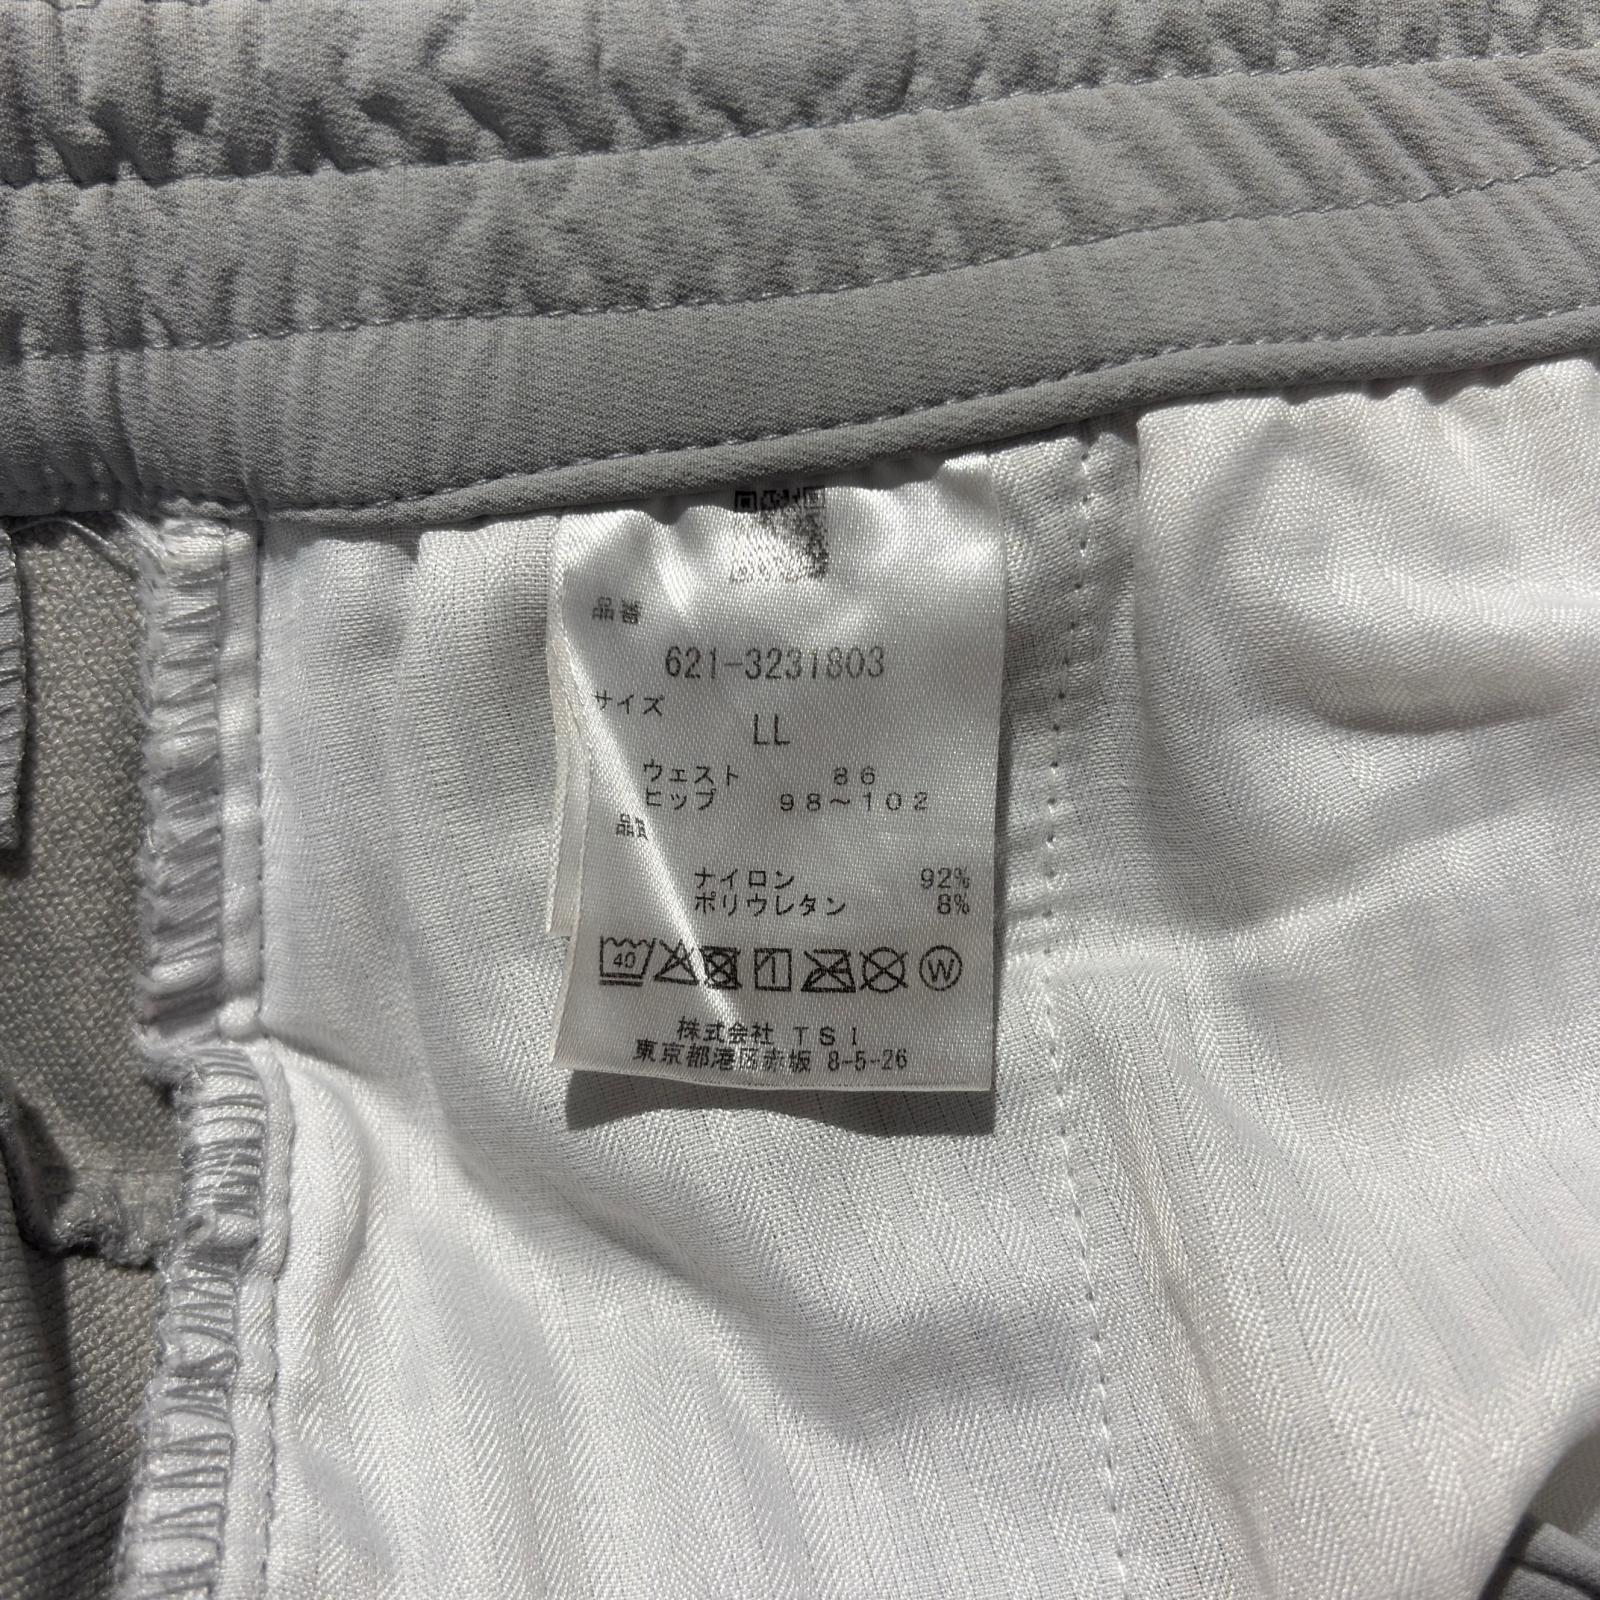 品番
621-3231803
サイズ
LL
ウェスト 86
ヒップ 98~102
品質
ナイロン 92%
ポリウレタン 8%
40 W
株式会社 TSI
東京都港区赤坂 8-5-26